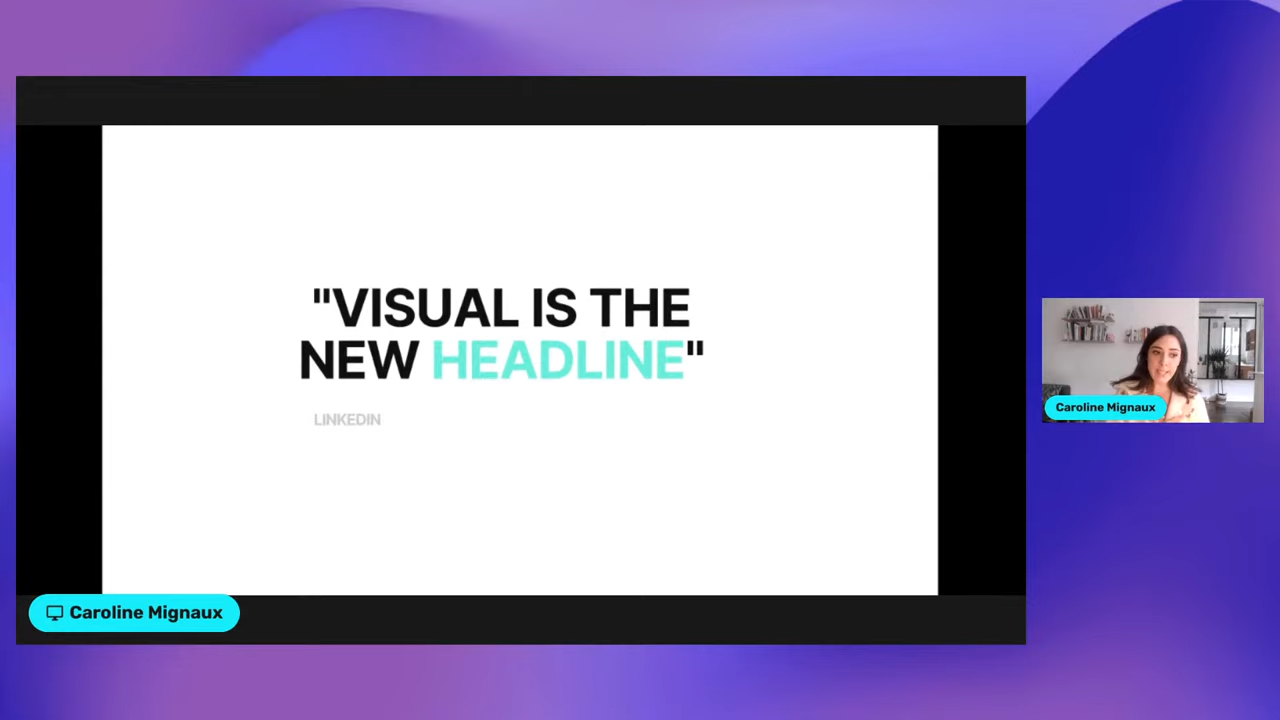 "VISUAL IS THE
NEW HEADLINE"
LINKEDIN
Caroline Mignaux
Caroline Mignaux